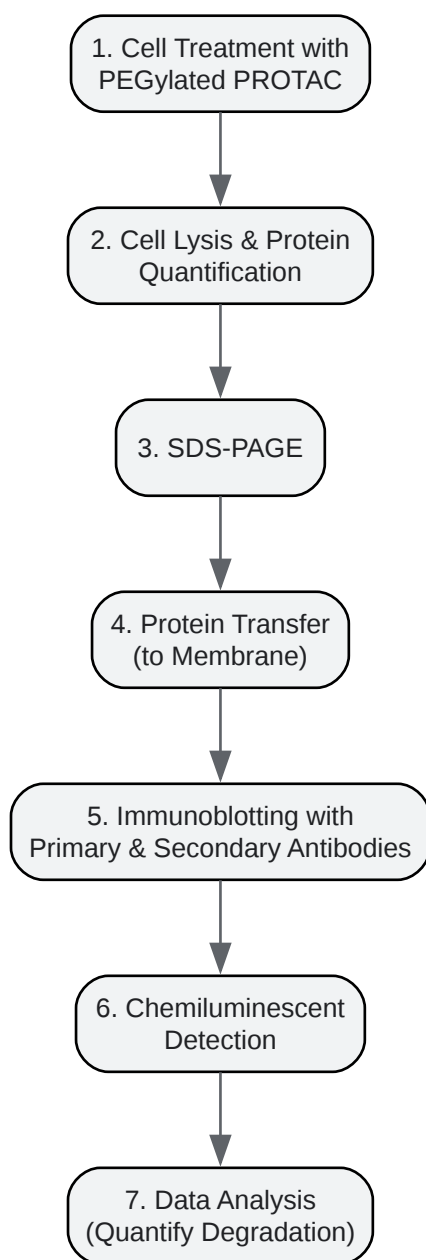 1. Cell Treatment with
PEGylated PROTAC
2. Cell Lysis & Protein
Quantification
3. SDS-PAGE
4. Protein Transfer
(to Membrane)
5. Immunoblotting with
Primary & Secondary Antibodies
6. Chemiluminescent
Detection
7. Data Analysis
(Quantify Degradation)